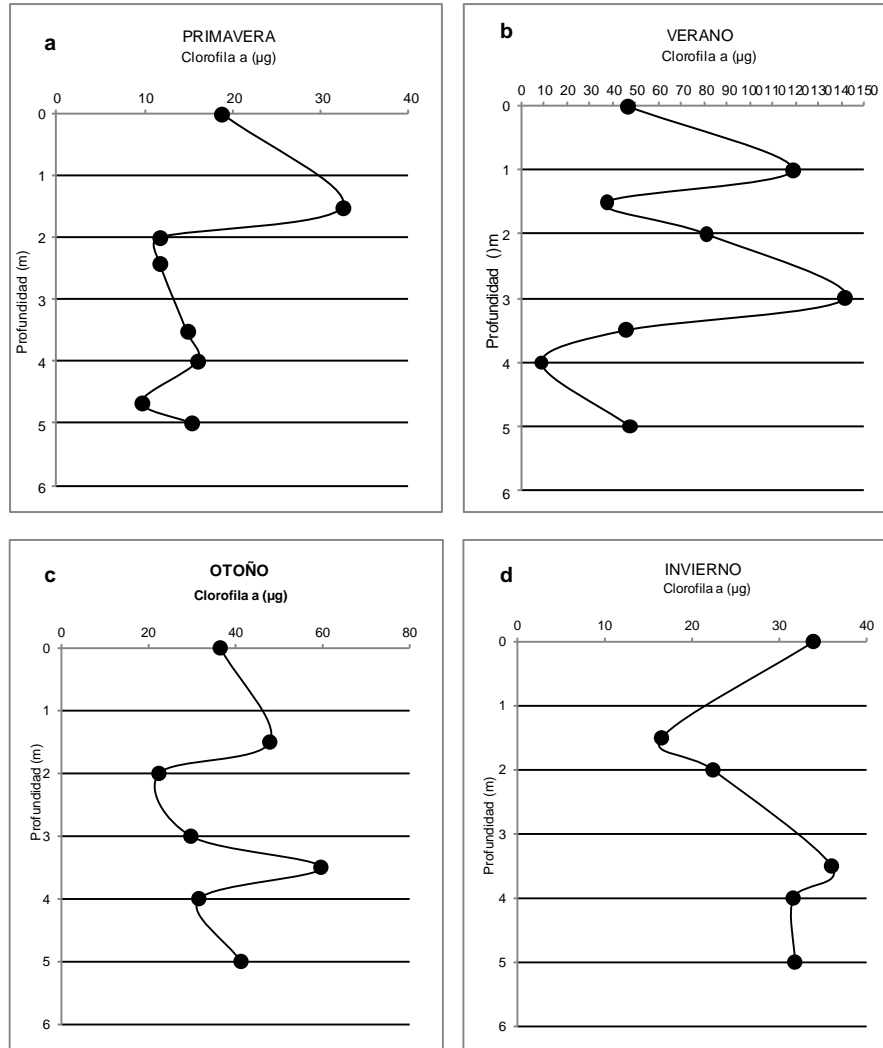 a
PRIMAVERA
Clorofila a (µg)
0 10 20 30 40
0
1
2
3
4
5
6
Profundidad (m)
b
VERANO
Clorofila a (µg)
0 10 20 30 40 50 60 70 80 90 100 110 120 130 140 150
0
1
2
3
4
5
6
Profundidad ()m
c
OTOÑO
Clorofila a (µg)
0 20 40 60 80
0
1
2
3
4
5
6
Profundidad (m)
d
INVIERNO
Clorofila a (µg)
0 10 20 30 40
0
1
2
3
4
5
6
Profundidad (m)